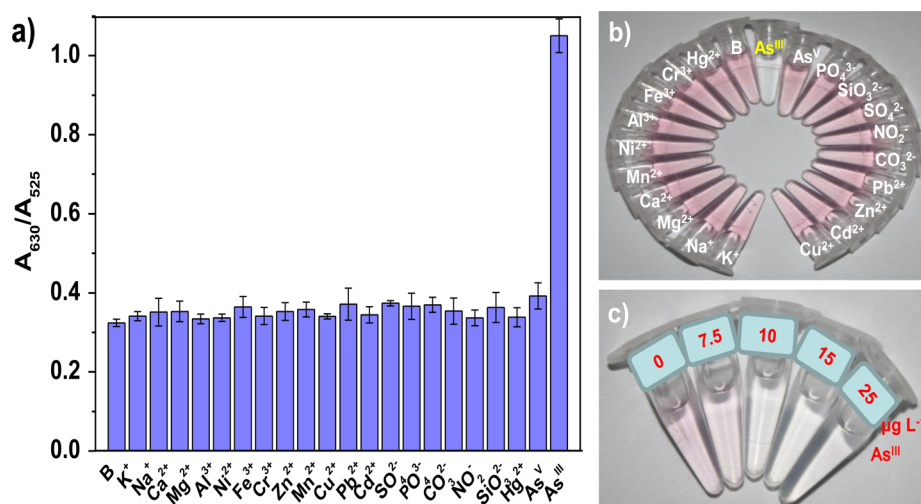 a)
A630/A525
1.0
0.8
0.6
0.4
0.2
0.0
B
K+
Na+
Ca2+
Mg2+
Al3+
Ni2+
Fe3+
Cr3+
Zn2+
Mn2+
Cu2+
Pb2+
Cd2+
SO42-
PO43-
CO32-
NO2-
SiO32-
Hg2+
AsV
AsIII
b)
K+
Na+
Mg2+
Ca2+
Mn2+
Ni2+
Al3+
Fe3+
Cr3+
Hg2+
B
AsIII
AsV
PO43-
SiO32-
SO42-
NO2-
CO32-
Pb2+
Zn2+
Cd2+
Cu2+
c)
0
7.5
10
15
25
µg L-
AsIII